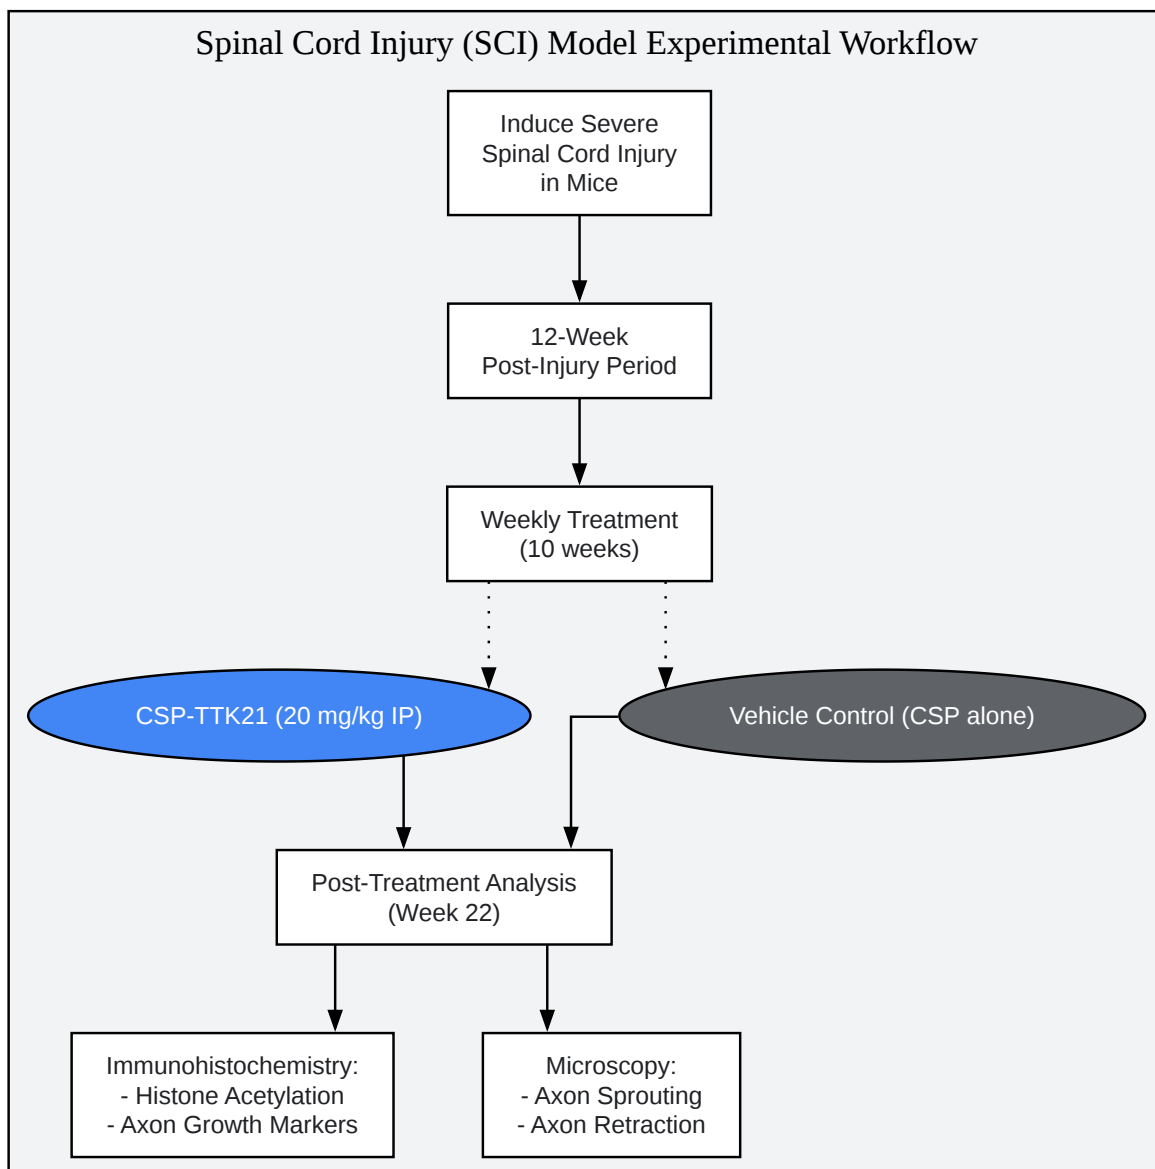 Spinal Cord Injury (SCI) Model Experimental Workflow
Induce Severe
Spinal Cord Injury
in Mice
12-Week
Post-Injury Period
Weekly Treatment
(10 weeks)
CSP-TTK21 (20 mg/kg IP)
Vehicle Control (CSP alone)
Post-Treatment Analysis
(Week 22)
Immunohistochemistry:
- Histone Acetylation
- Axon Growth Markers
Microscopy:
- Axon Sprouting
- Axon Retraction